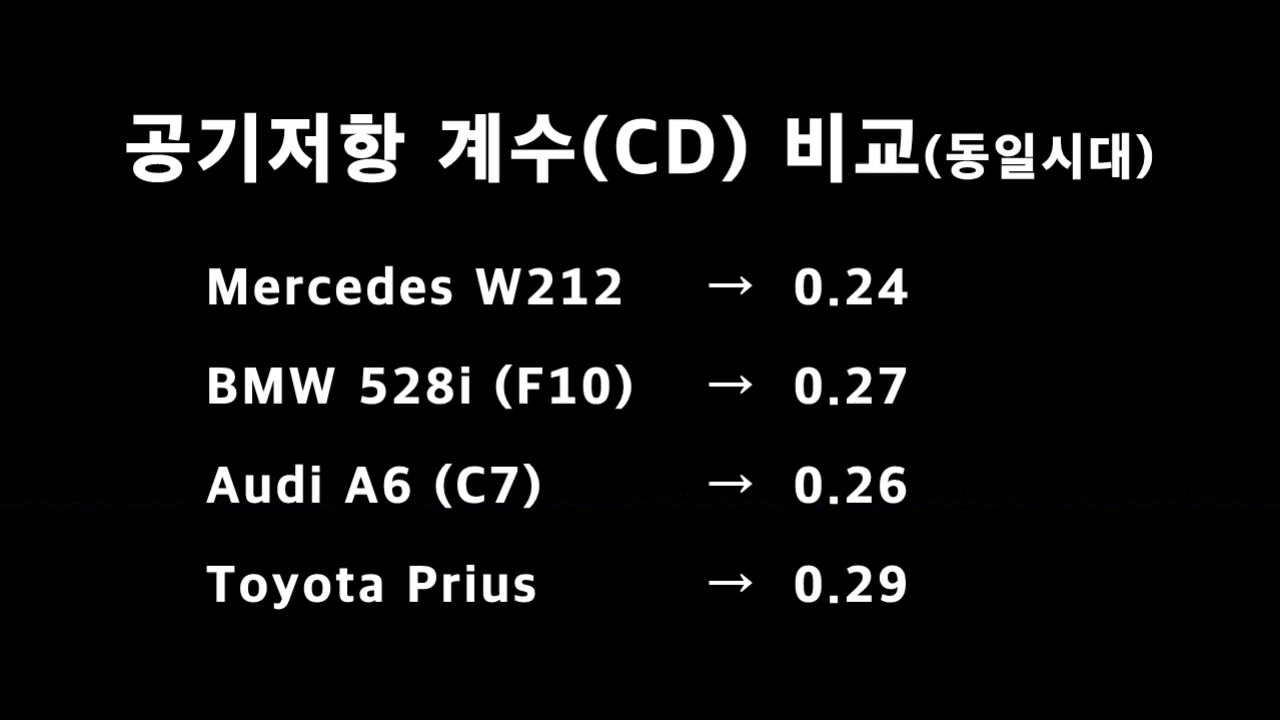 공기저항 계수(CD) 비교(동일시대)
Mercedes W212 → 0.24
BMW 528i (F10) → 0.27
Audi A6 (C7) → 0.26
Toyota Prius → 0.29